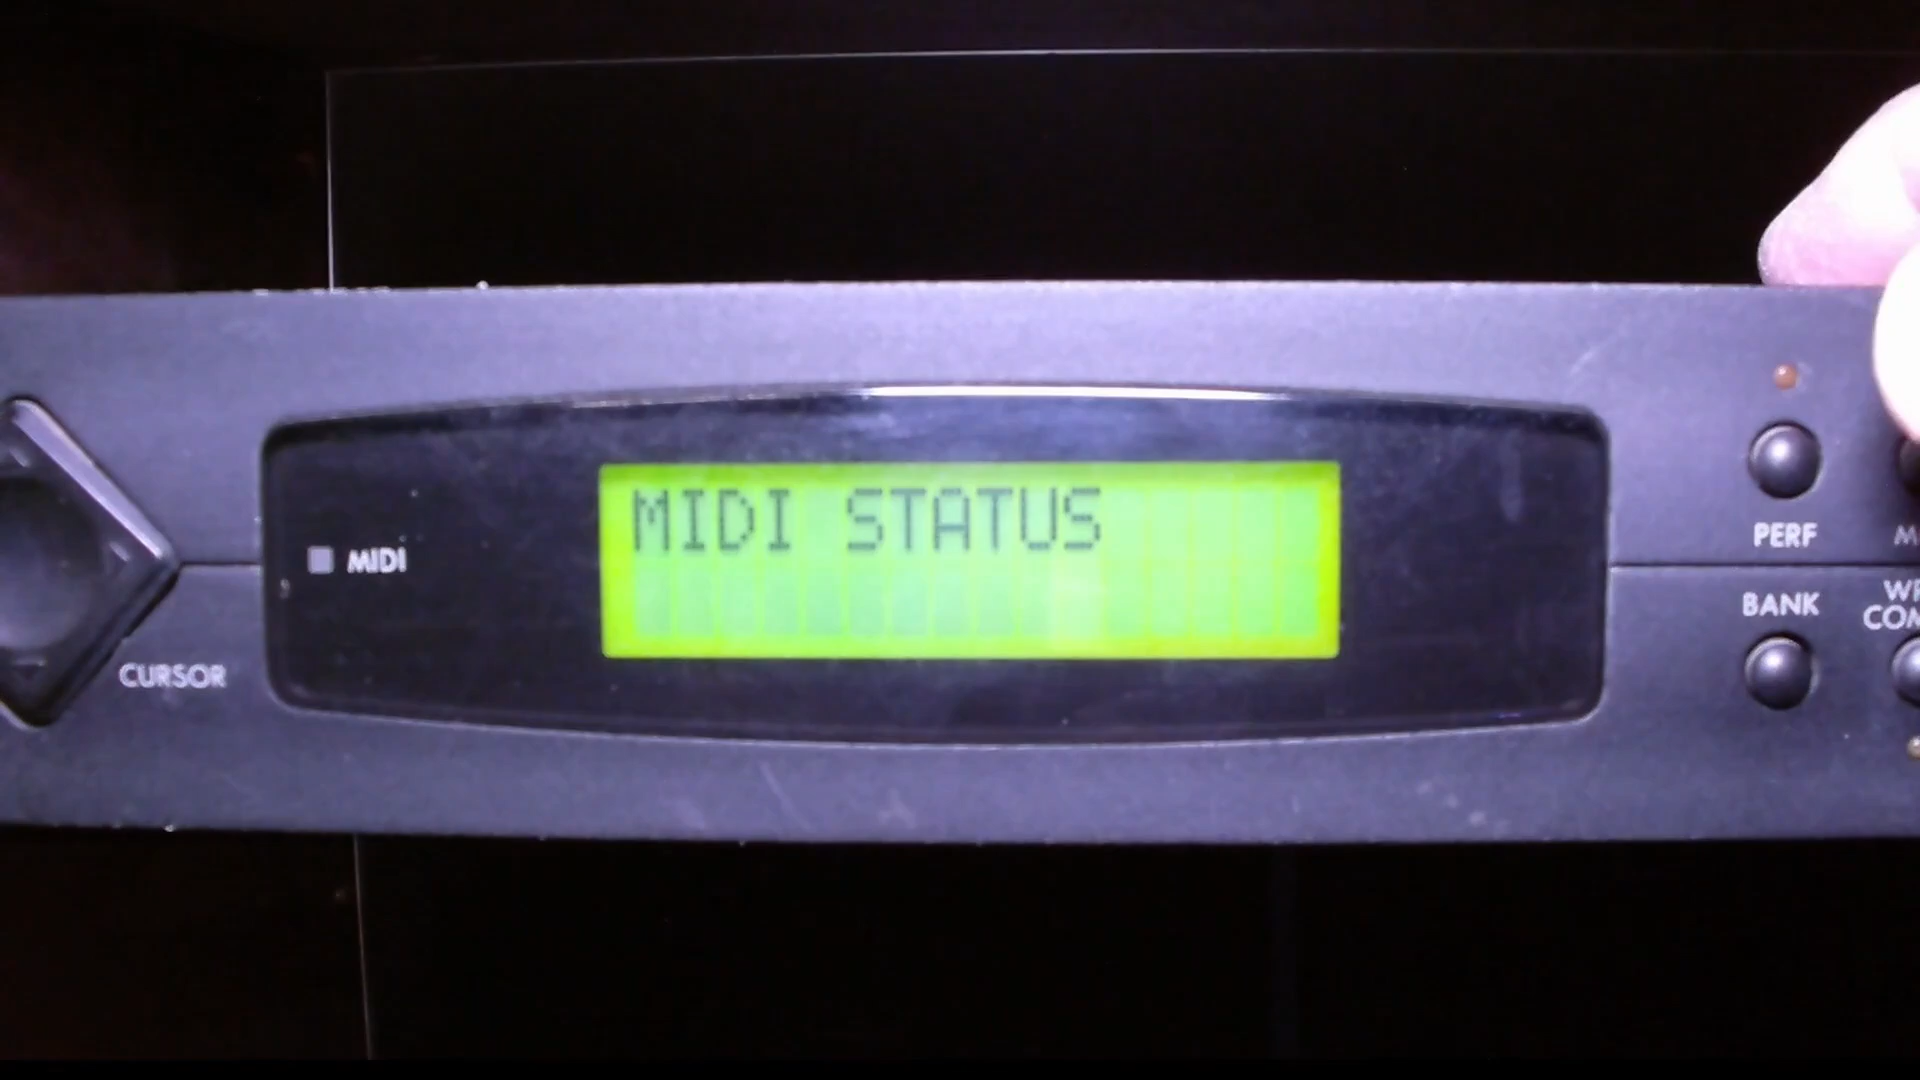 MIDI STATUS
MIDI
CURSOR
PERF
BANK